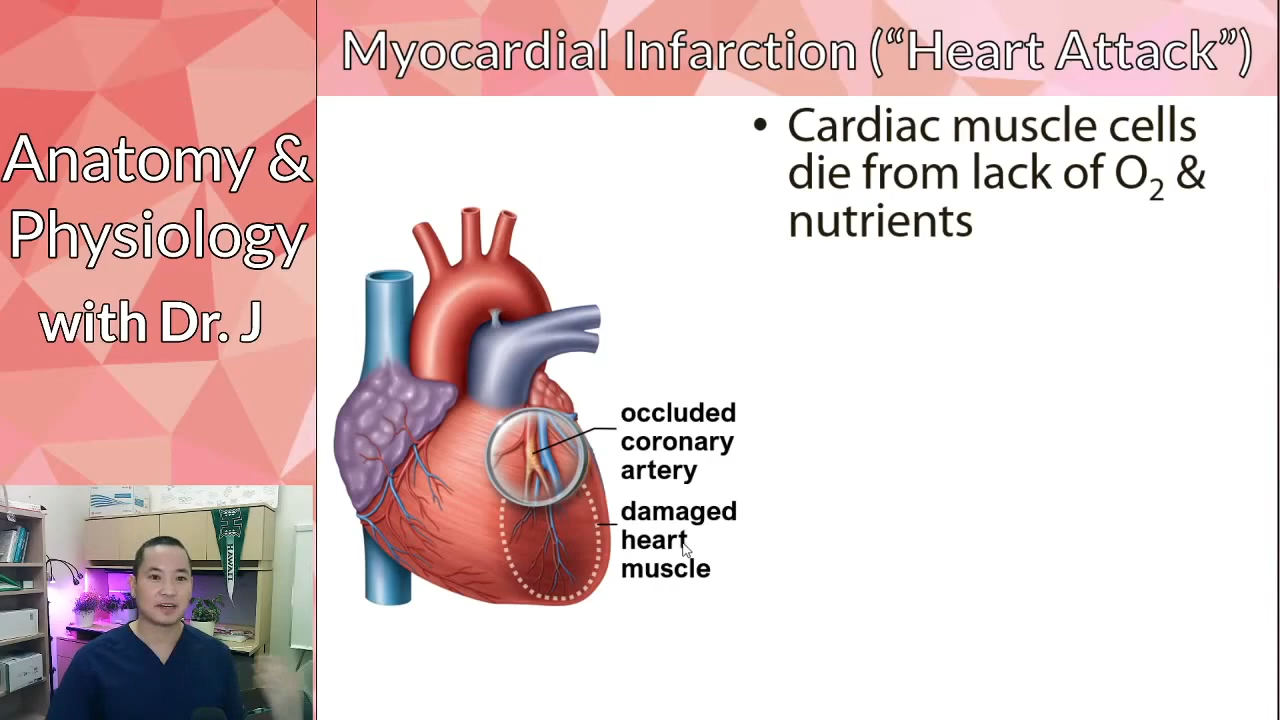 Anatomy &
Physiology
with Dr. J
Myocardial Infarction (“Heart Attack”)
• Cardiac muscle cells
die from lack of O₂ &
nutrients
occluded
coronary
artery
damaged
heart
muscle
HAWAII